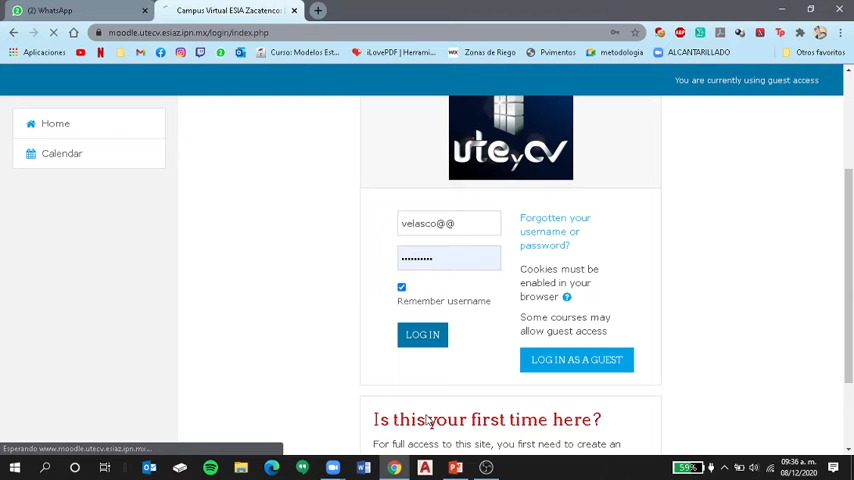 (2) WhatsApp
Campus Virtual ESIA Zacatenco:
moodle.utecv.esiaz.ipn.mx/login/index.php
Aplicaciones
Curso: Modelos Est...
iLovePDF | Herrami...
Zonas de Riego
Pvimentos
metodologia
ALCANTARILLADO
Otros favoritos
You are currently using guest access
Home
Calendar
uteycv
velasco@@
••••••••••
Remember username
LOG IN
Forgotten your
username or
password?
Cookies must be
enabled in your
browser
Some courses may
allow guest access
LOG IN AS A GUEST
Is this your first time here?
For full access to this site, you first need to create an
Esperando www.moodle.utecv.esiaz.ipn.mx...
59%
09:36 a. m.
08/12/2020